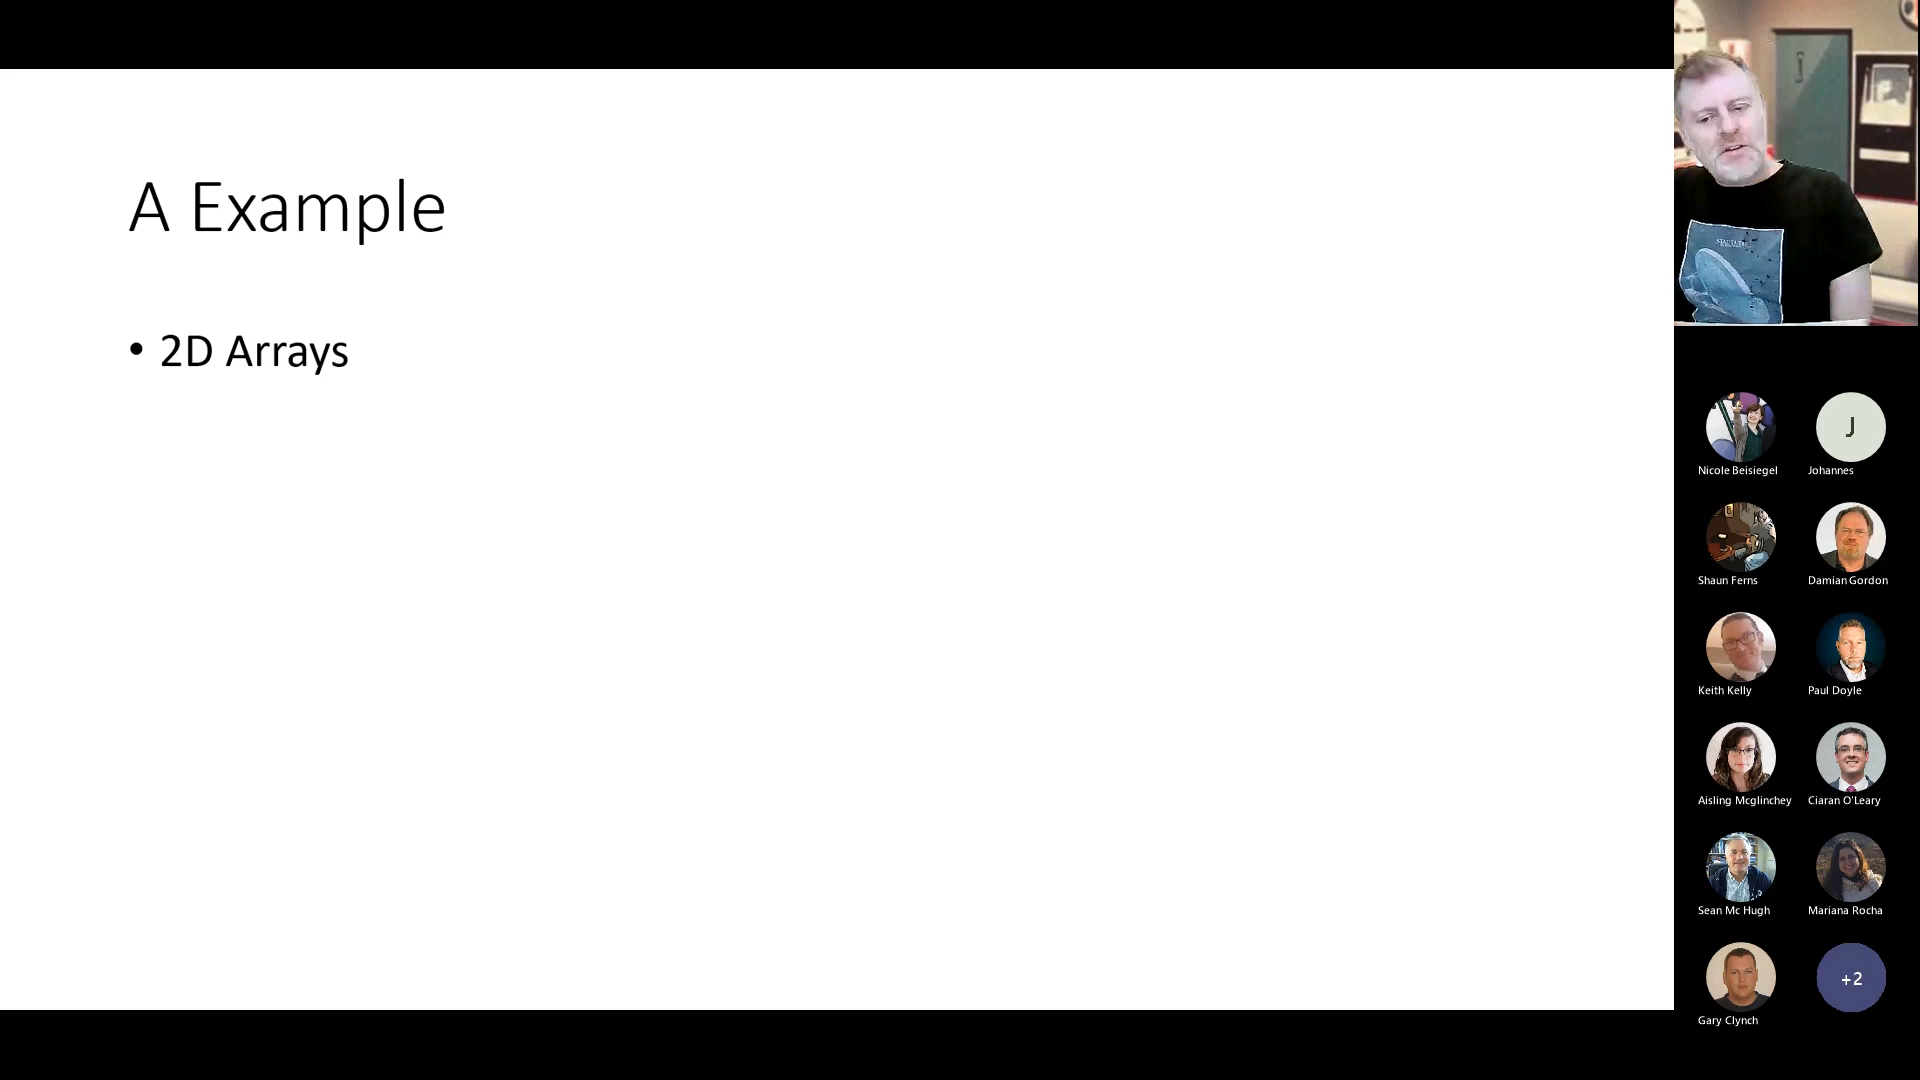 A Example
• 2D Arrays
Nicole Beisiegel
J
Johannes
Shaun Ferns
Damian Gordon
Keith Kelly
Paul Doyle
Aisling Mcglinchey
Ciaran O'Leary
Sean Mc Hugh
Mariana Rocha
Gary Clynch
+2